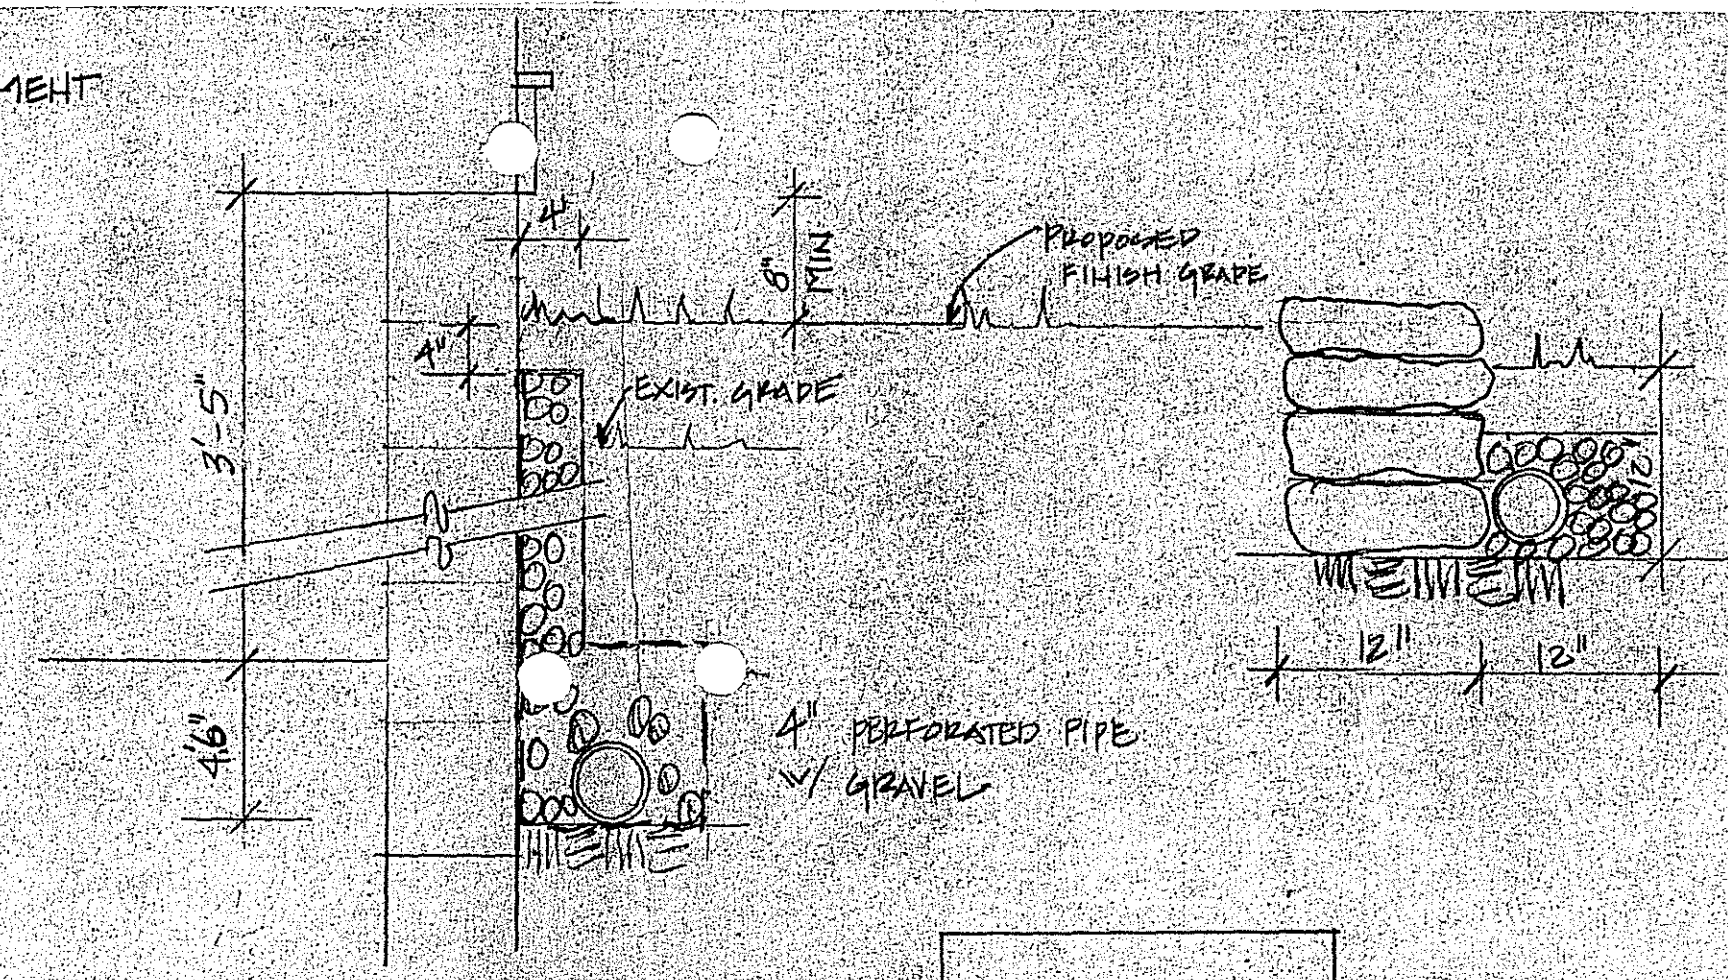 4'
8"
MIN
PROPOSED
FINISH GRADE
4"
EXIST. GRADE
3'-5"
12"
12"
12"
4"6"
4" PERFORATED PIPE
W/ GRAVEL